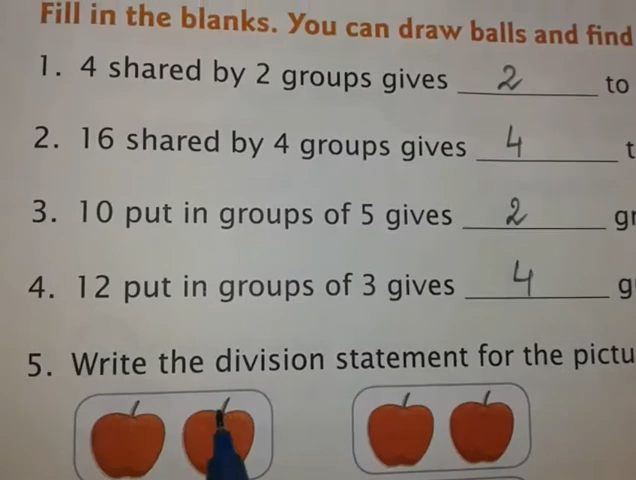 Fill in the blanks. You can draw balls and find
1. 4 shared by 2 groups gives 2 to
2. 16 shared by 4 groups gives 4 t
3. 10 put in groups of 5 gives 2 gr
4. 12 put in groups of 3 gives 4 g
5. Write the division statement for the pictu